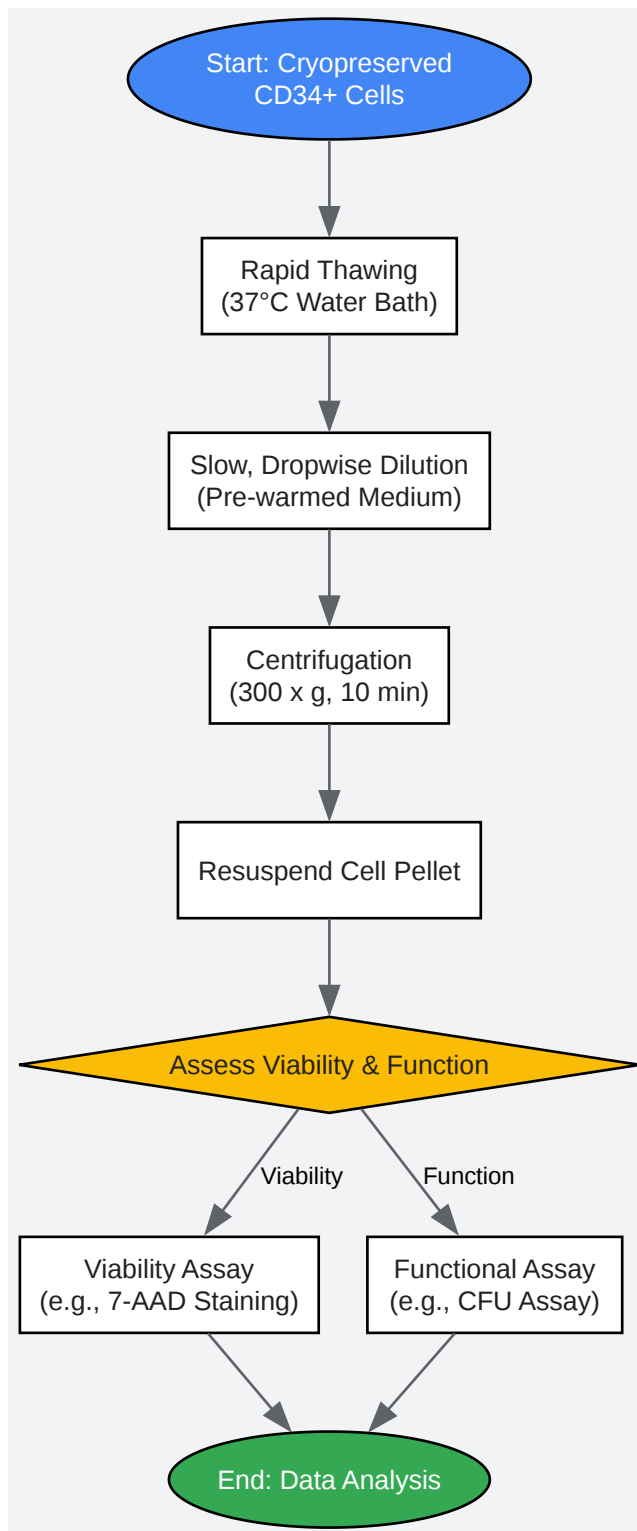 Start: Cryopreserved
CD34+ Cells
Rapid Thawing
(37°C Water Bath)
Slow, Dropwise Dilution
(Pre-warmed Medium)
Centrifugation
(300 x g, 10 min)
Resuspend Cell Pellet
Assess Viability & Function
Viability
Function
Viability Assay
(e.g., 7-AAD Staining)
Functional Assay
(e.g., CFU Assay)
End: Data Analysis